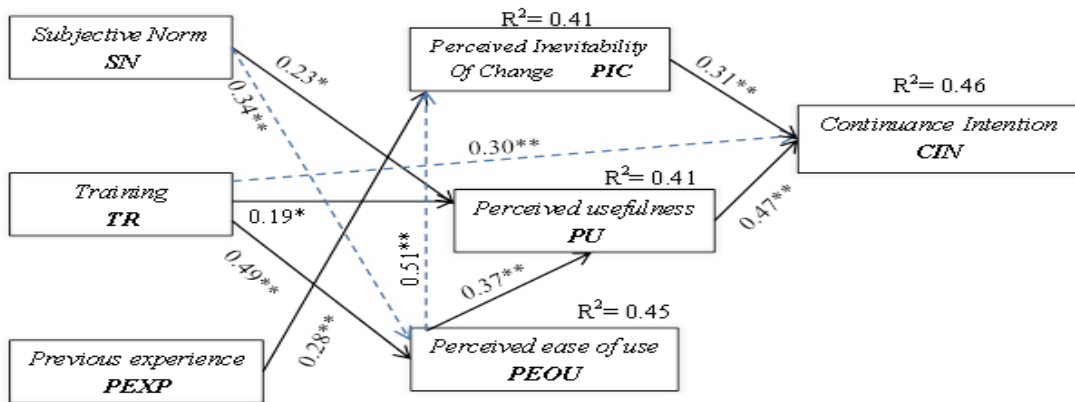 R²= 0.41
Subjective Norm
SN
Perceived Inevitability
Of Change PIC
0.23*
0.34**
0.31**
R²= 0.46
Continuance Intention
CIN
0.30**
R²= 0.41
Training
TR
0.19*
Perceived usefulness
PU
0.47**
0.49**
0.51**
0.37**
R²= 0.45
0.28**
Previous experience
PEXP
Perceived ease of use
PEOU